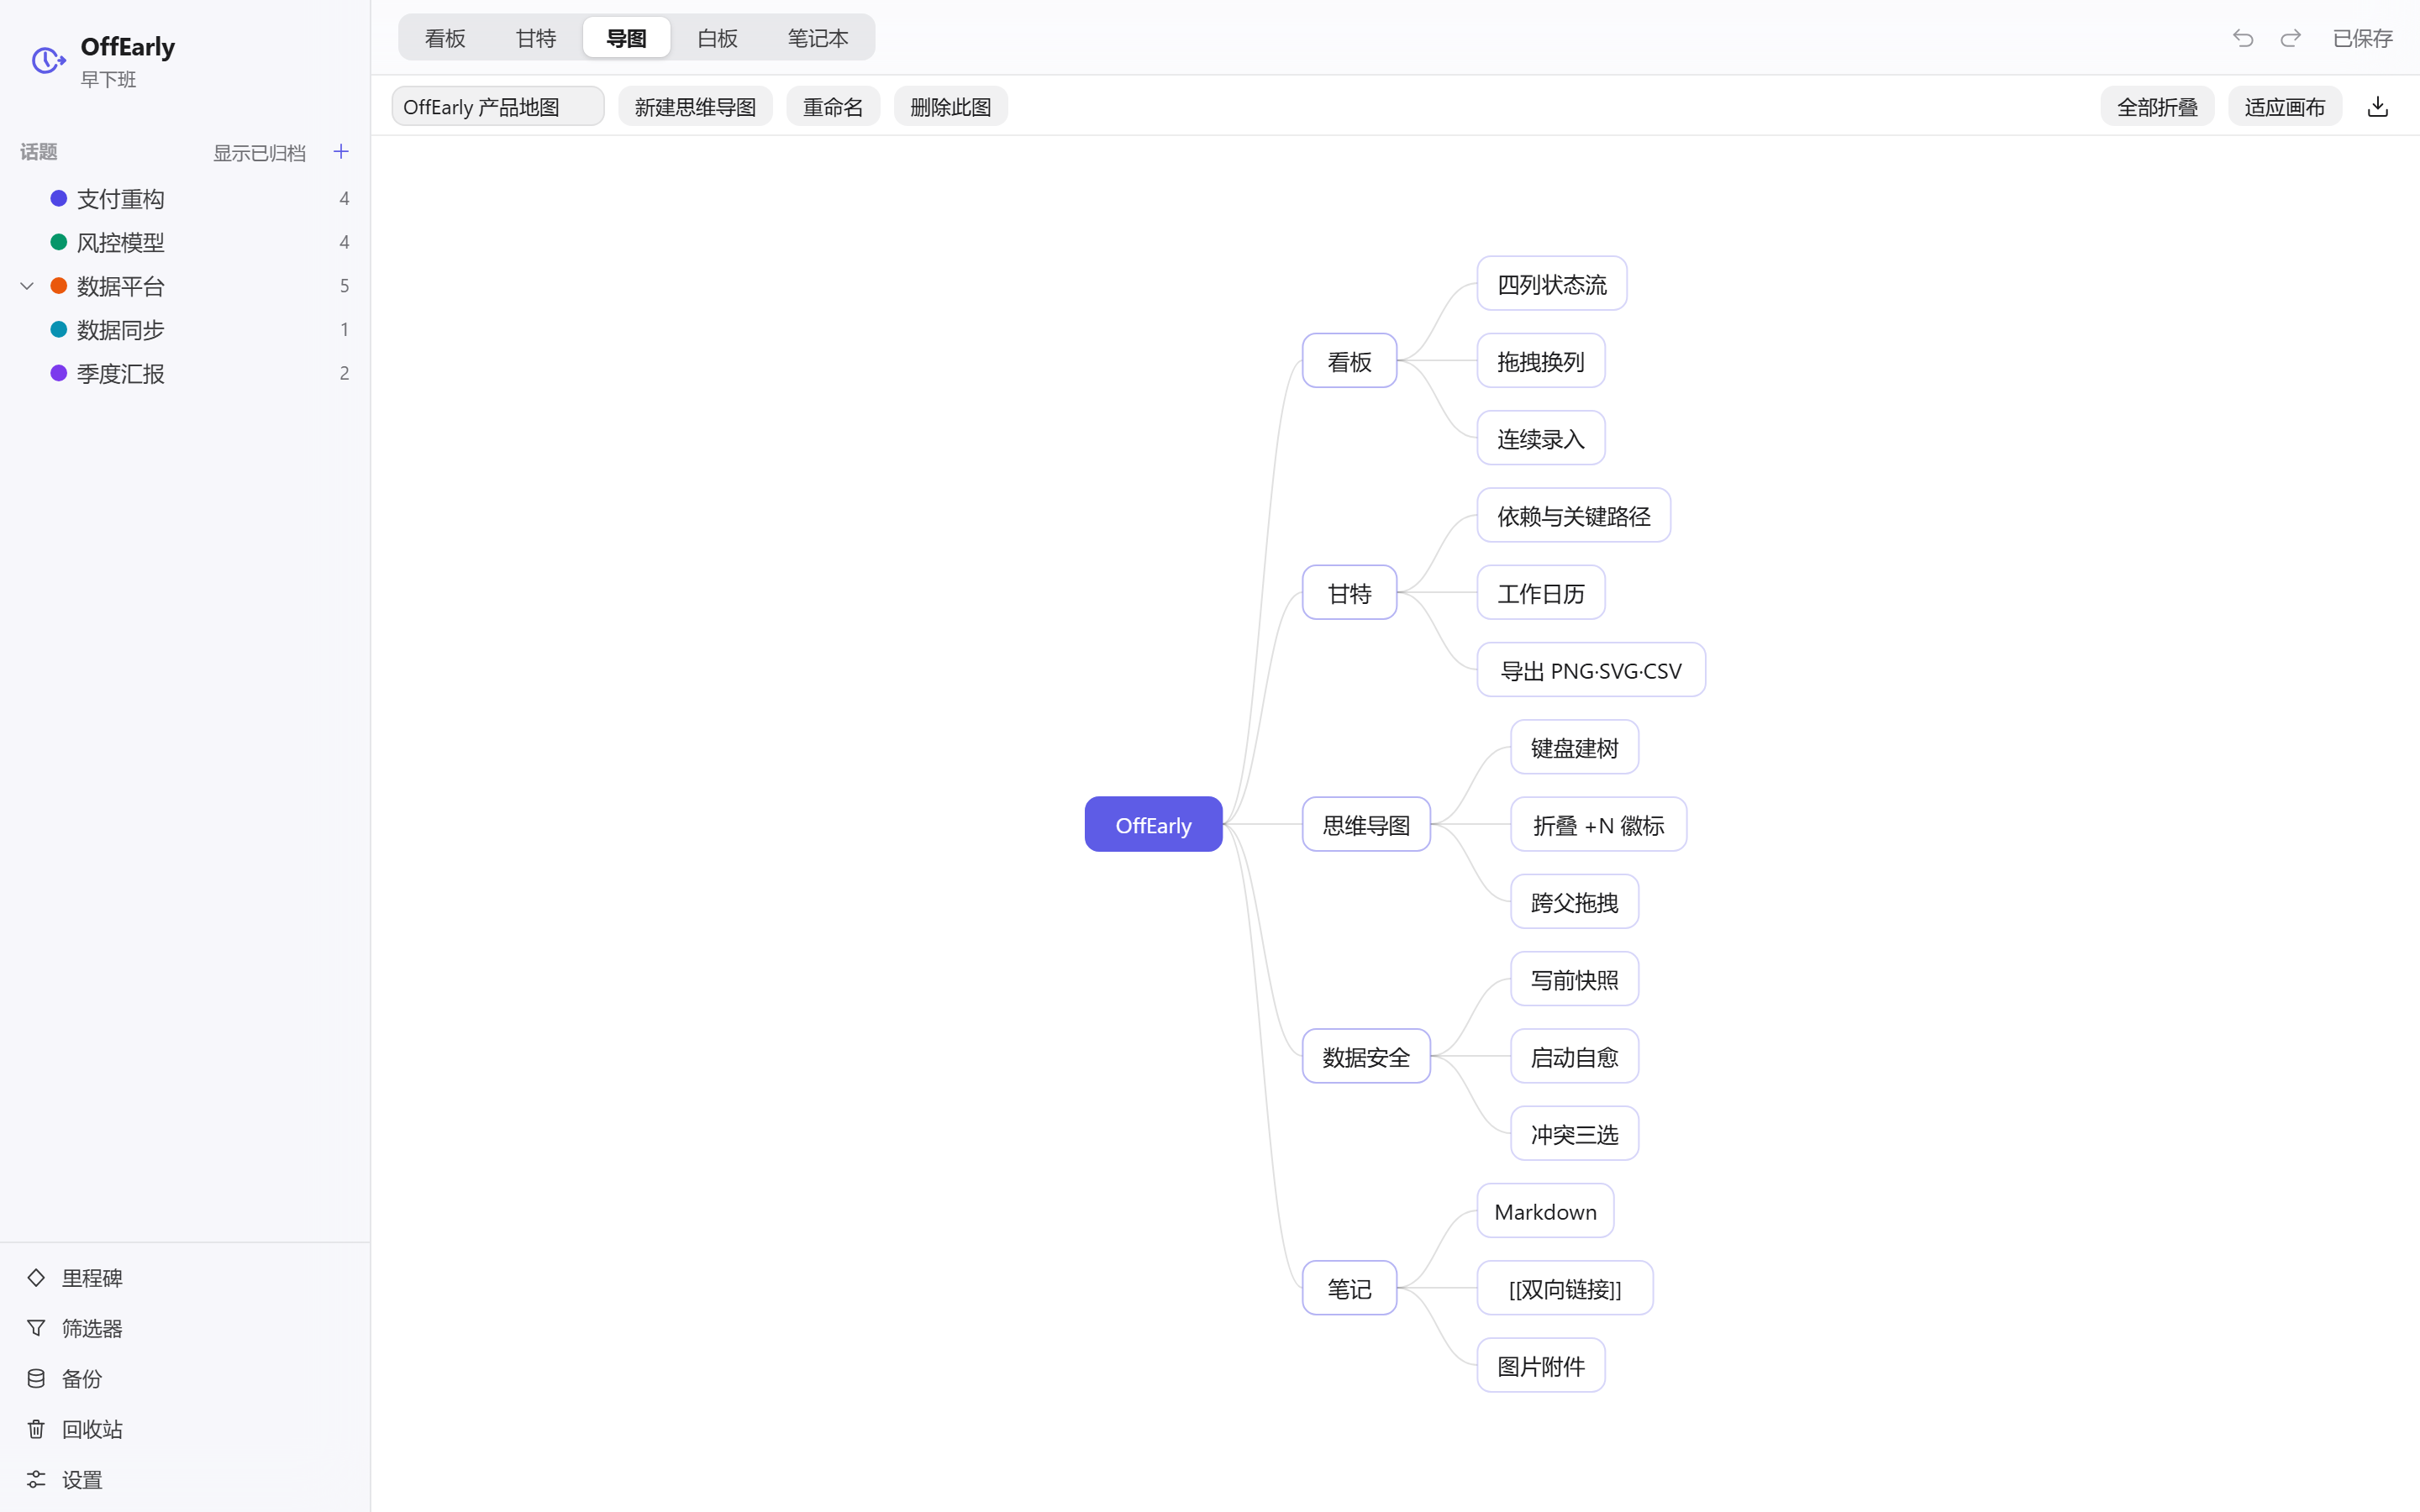 OffEarly
早下班
话题
显示已归档
支付重构 4
风控模型 4
数据平台 5
数据同步 1
季度汇报 2
里程碑
筛选器
备份
回收站
设置
看板 甘特 导图 白板 笔记本
已保存
OffEarly 产品地图 新建思维导图 重命名 删除此图
全部折叠 适应画布
OffEarly
看板
四列状态流
拖拽换列
连续录入
甘特
依赖与关键路径
工作日历
导出 PNG·SVG·CSV
思维导图
键盘建树
折叠 +N 徽标
跨父拖拽
数据安全
写前快照
启动自愈
冲突三选
笔记
Markdown
[[双向链接]]
图片附件